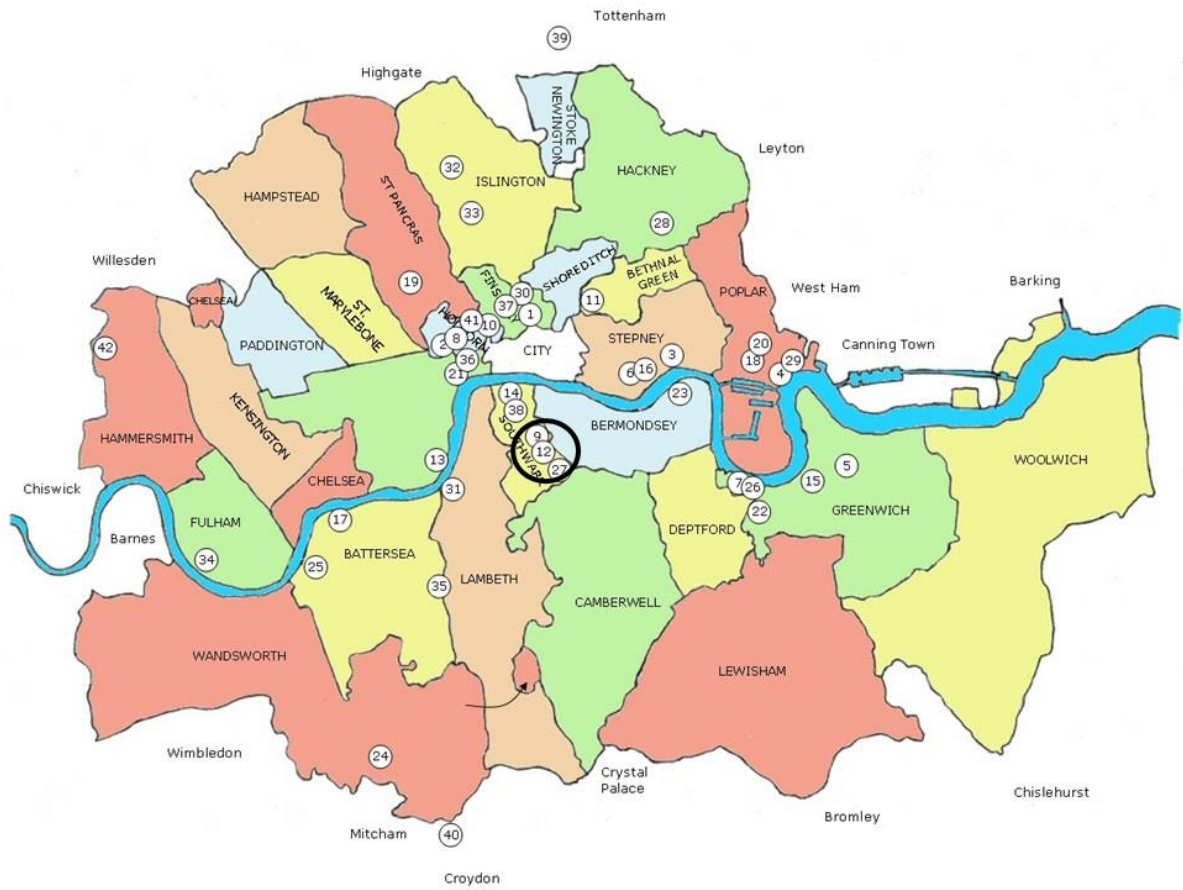 Tottenham
39
Highgate
STOKE
NEWINGTON
Leyton
32
ISLINGTON
HACKNEY
HAMPSTEAD
ST PANCRAS
33
28
Willesden
SHOREDITCH
BETHNAL
GREEN
19
FINS
30
37
1
11
POPLAR
West Ham
Barking
CHELSEA
ST.
MARYLEBONE
41
10
HOLBORN
8
2
42
PADDINGTON
CITY
STEPNEY
3
20
18
29
4
Canning Town
36
21
6
16
KENSINGTON
14
38
23
SOUTHWARK
BERMONDSEY
HAMMERSMITH
9
12
27
13
WOOLWICH
Chiswick
CHELSEA
31
7
26
15
5
22
GREENWICH
FULHAM
17
DEPTFORD
Barnes
34
BATTERSEA
25
35
LAMBETH
CAMBERWELL
WANDSWORTH
LEWISHAM
Wimbledon
24
Crystal
Palace
Chislehurst
Bromley
Mitcham
40
Croydon